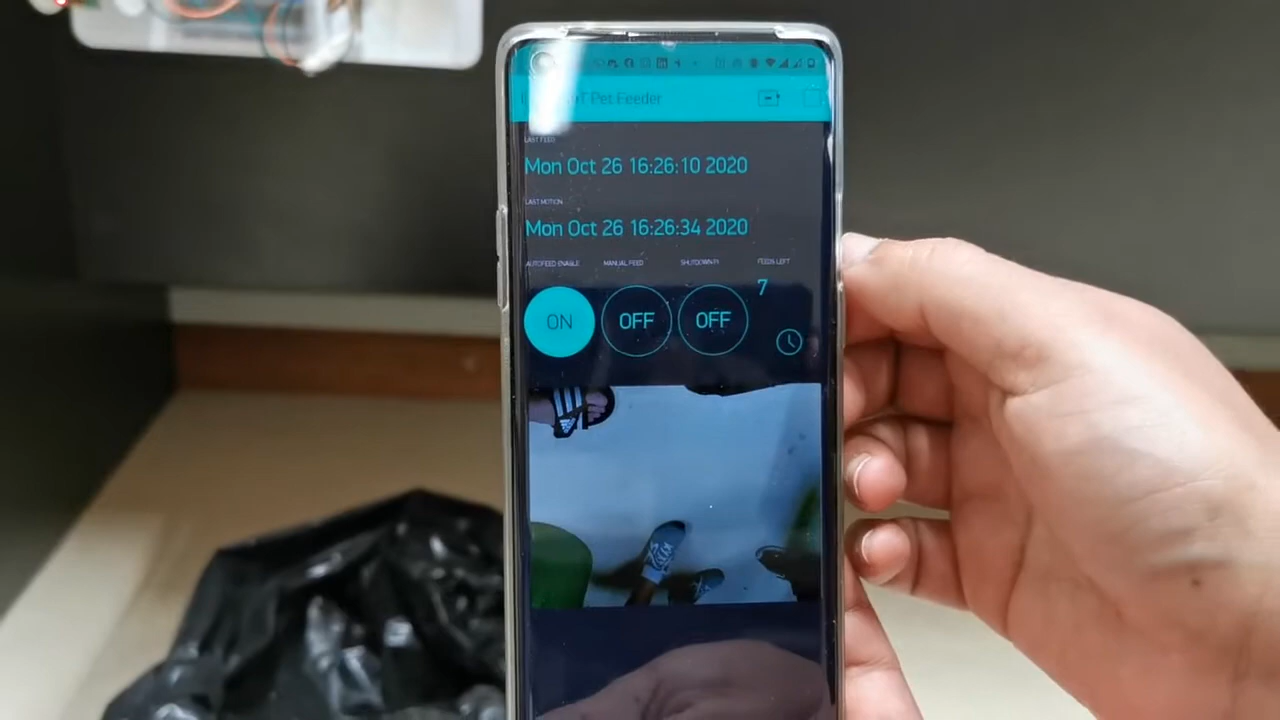 IoT Pet Feeder
LAST FEED
Mon Oct 26 16:26:10 2020
LAST MOTION
Mon Oct 26 16:26:34 2020
AUTOFEED ENABLE MANUAL FEED SHUTDOWN FEEDS LEFT
7
ON OFF OFF